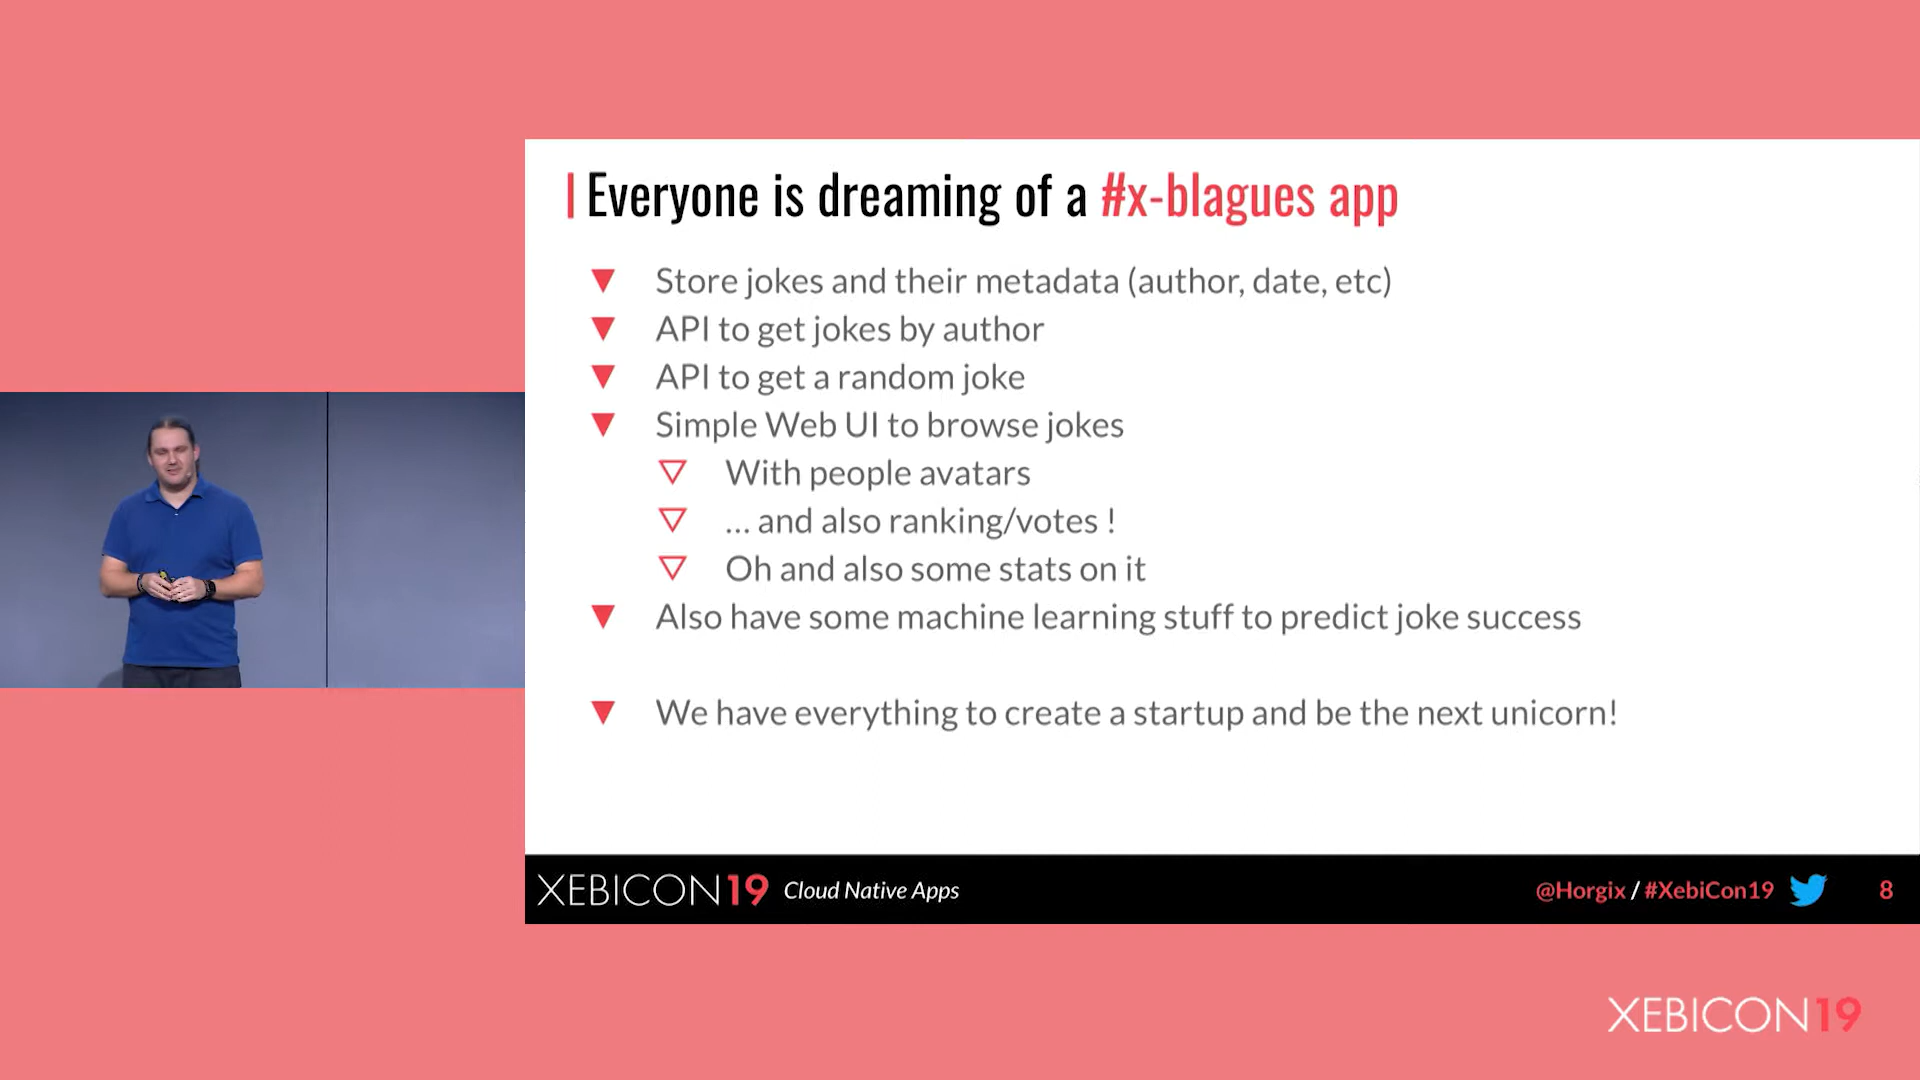 Everyone is dreaming of a #x-blagues app
Store jokes and their metadata (author, date, etc)
API to get jokes by author
API to get a random joke
Simple Web UI to browse jokes
With people avatars
... and also ranking/votes !
Oh and also some stats on it
Also have some machine learning stuff to predict joke success
We have everything to create a startup and be the next unicorn!
XEBICON19 Cloud Native Apps @Horgix / #XebiCon19 8
XEBICON19